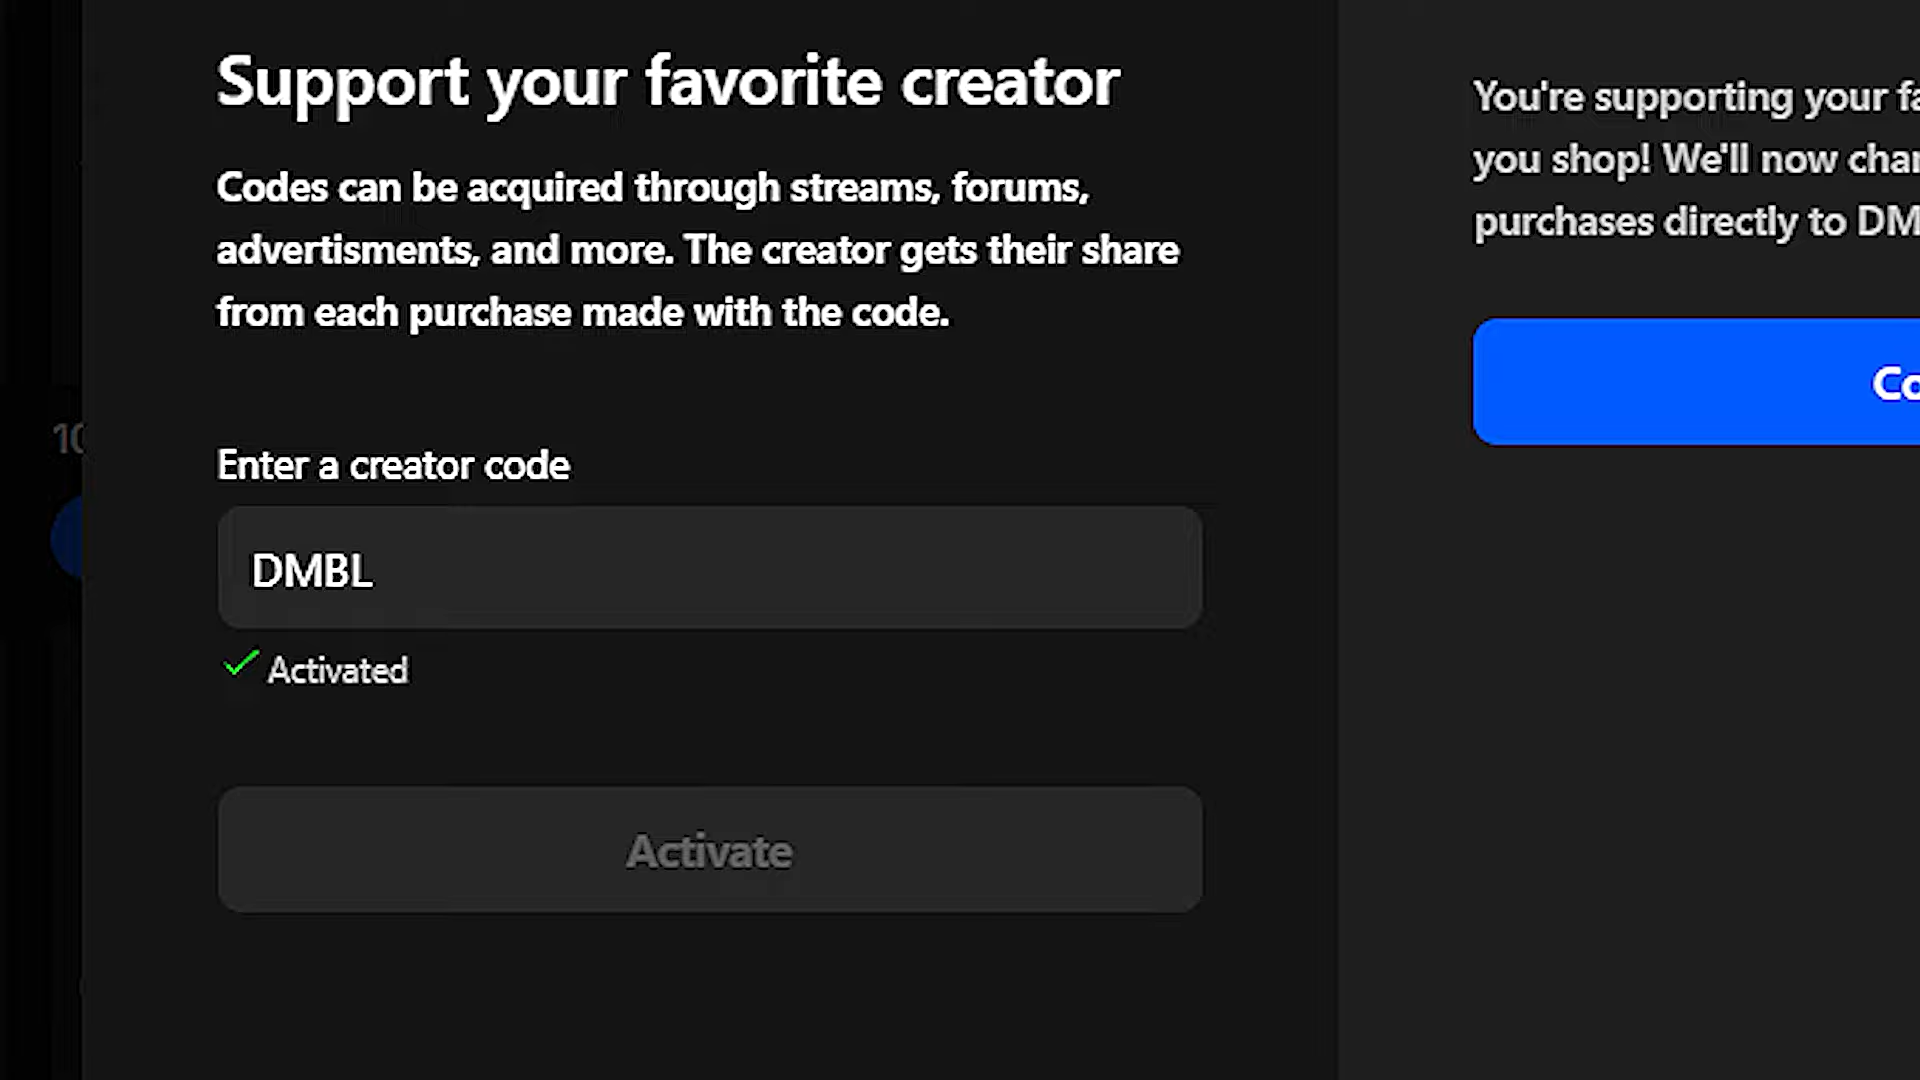 Support your favorite creator
Codes can be acquired through streams, forums,
advertisments, and more. The creator gets their share
from each purchase made with the code.
Enter a creator code
DMBL
Activated
Activate
10
You're supporting your
you shop! We'll now
purchases directly to